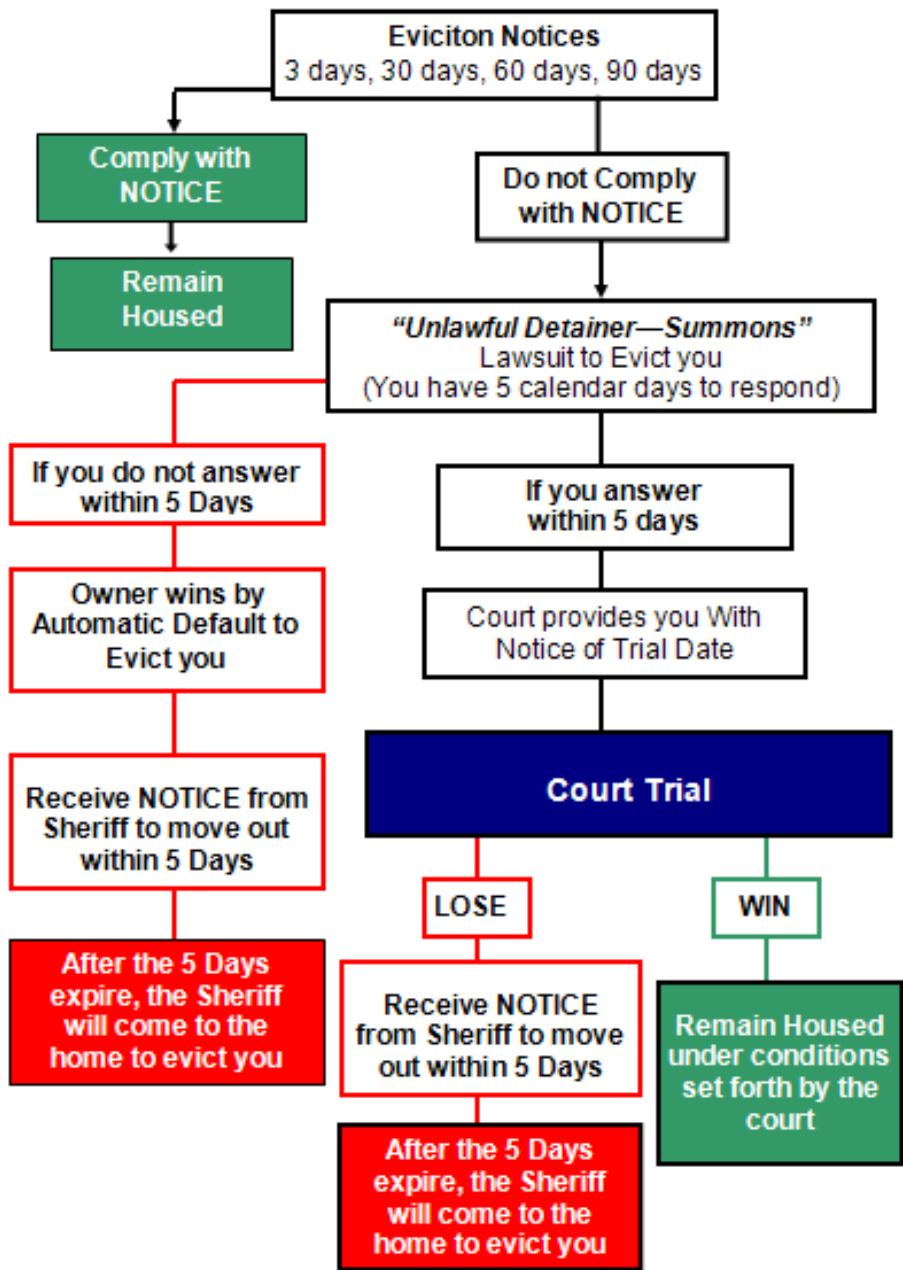 Eviciton Notices
3 days, 30 days, 60 days, 90 days
Comply with
NOTICE
Remain
Housed
Do not Comply
with NOTICE
“Unlawful Detainer—Summons”
Lawsuit to Evict you
(You have 5 calendar days to respond)
If you do not answer
within 5 Days
Owner wins by
Automatic Default to
Evict you
Receive NOTICE from
Sheriff to move out
within 5 Days
After the 5 Days
expire, the Sheriff
will come to the
home to evict you
If you answer
within 5 days
Court provides you With
Notice of Trial Date
Court Trial
LOSE
Receive NOTICE
from Sheriff to move
out within 5 Days
After the 5 Days
expire, the Sheriff
will come to the
home to evict you
WIN
Remain Housed
under conditions
set forth by the
court